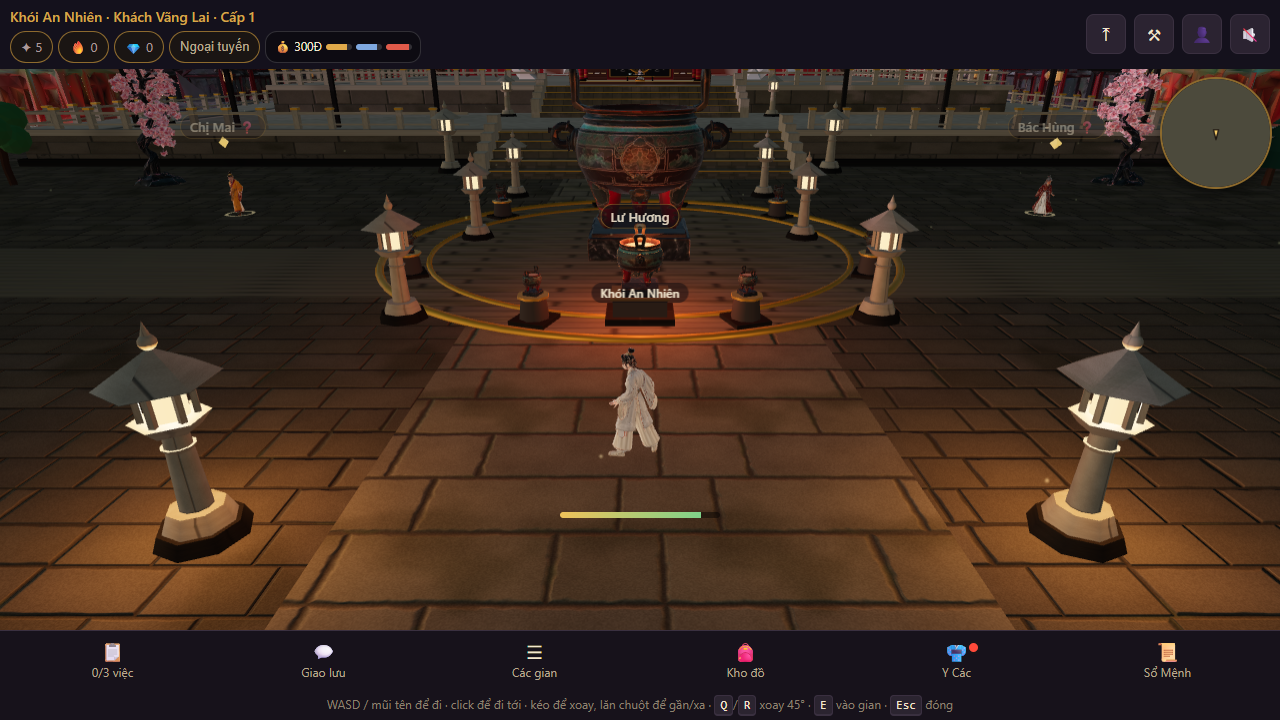 Khói An Nhiên · Khách Vãng Lai · Cấp 1
5 0 0 Ngoại tuyến 300Đ
Chị Mai ?
Bác Hùng ?
Lư Hương
Khói An Nhiên
0/3 việc Giao lưu Các gian Kho đồ Y Các Sổ Mệnh
WASD / mũi tên để đi · click để đi tới · kéo để xoay, lăn chuột để gần/xa · Q / R xoay 45° · E vào gian · Esc đóng